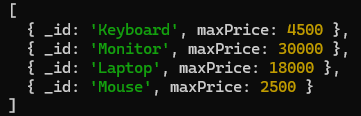 [
  { _id: 'Keyboard', maxPrice: 4500 },
  { _id: 'Monitor', maxPrice: 30000 },
  { _id: 'Laptop', maxPrice: 18000 },
  { _id: 'Mouse', maxPrice: 2500 }
]